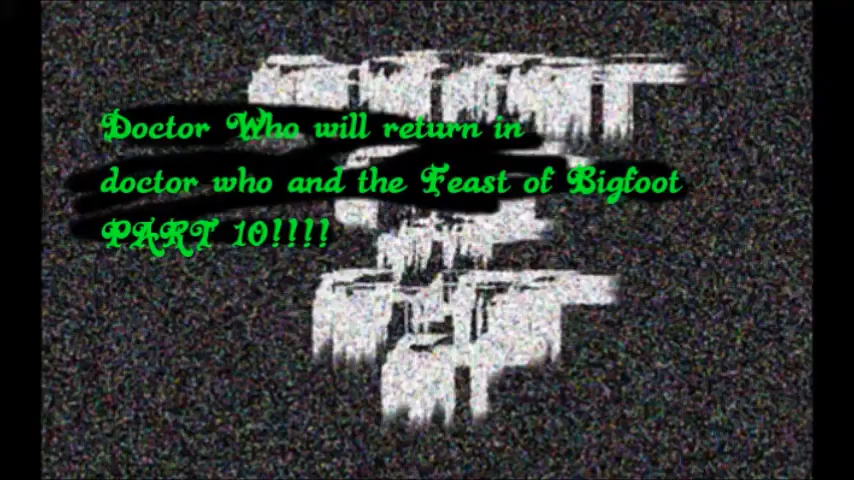 Doctor Who will return in
doctor who and the Feast of Bigfoot
PART 10!!!!